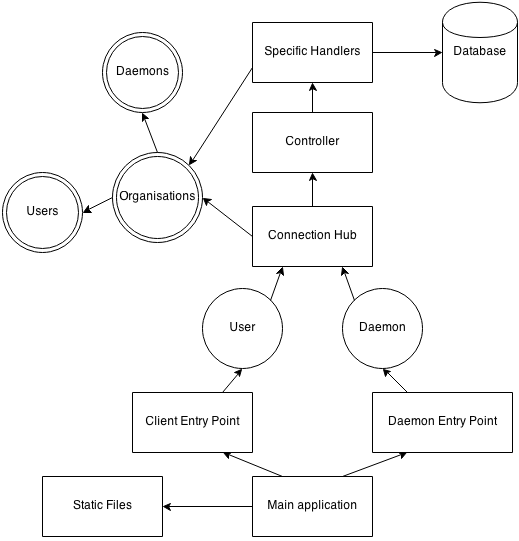 Specific Handlers
Database
Daemons
Controller
Organisations
Users
Connection Hub
User
Daemon
Client Entry Point
Daemon Entry Point
Static Files
Main application